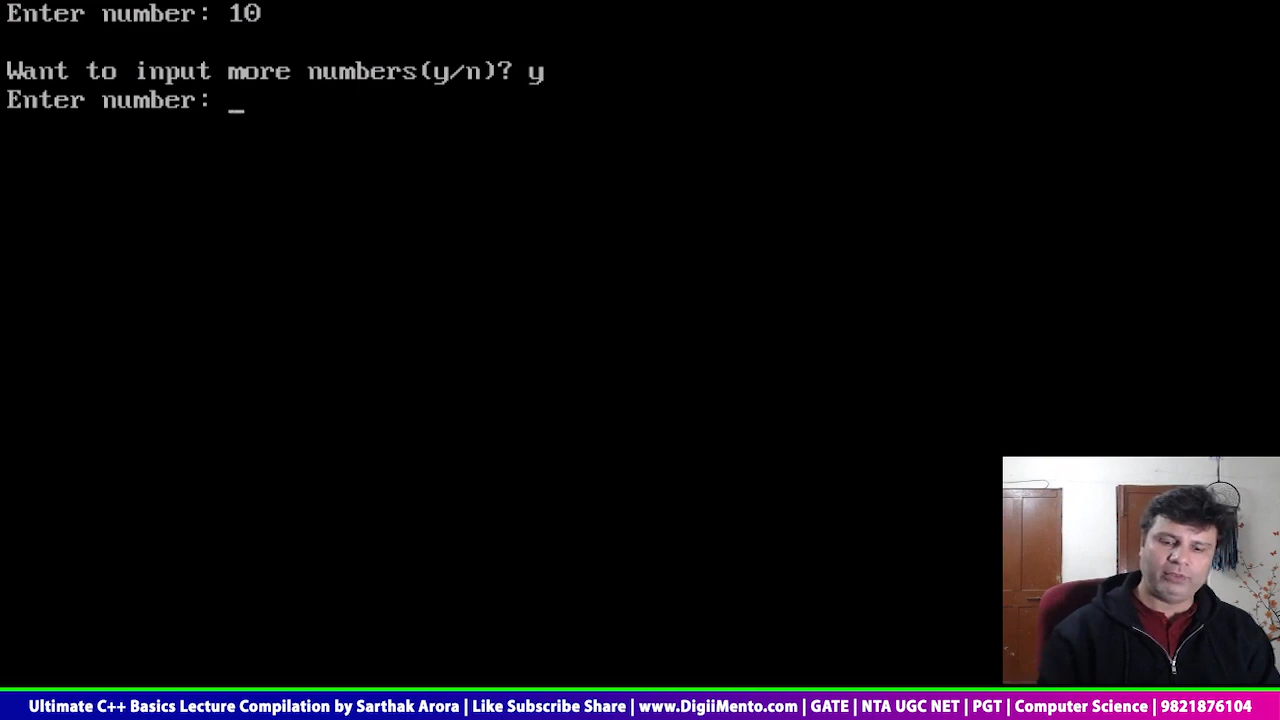 Enter number: 10
Want to input more numbers(y/n)? y
Enter number: _
Ultimate C++ Basics Lecture Compilation by Sarthak Arora | Like Subscribe Share | www.DigiiMento.com | GATE | NTA UGC NET | PGT | Computer Science | 9821876104